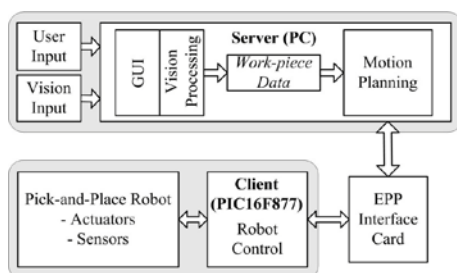 User
Input
Vision
Input
Server (PC)
GUI
Vision
Processing
Work-piece
Data
Motion
Planning
Pick-and-Place Robot
- Actuators
- Sensors
Client
(PIC16F877)
Robot
Control
EPP
Interface
Card